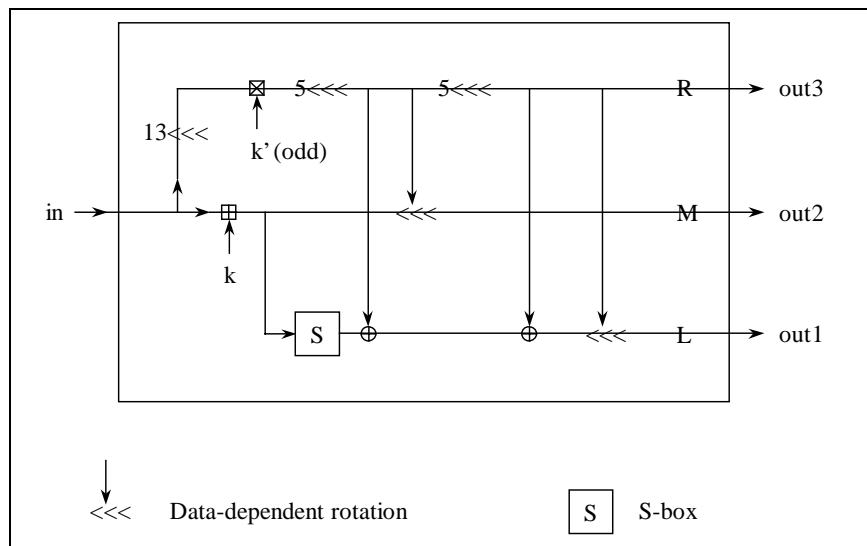 5<<< 5<<< R out3
13<<<
k' (odd)
in <<< M out2
k
S <<< L out1
<<< Data-dependent rotation S S-box